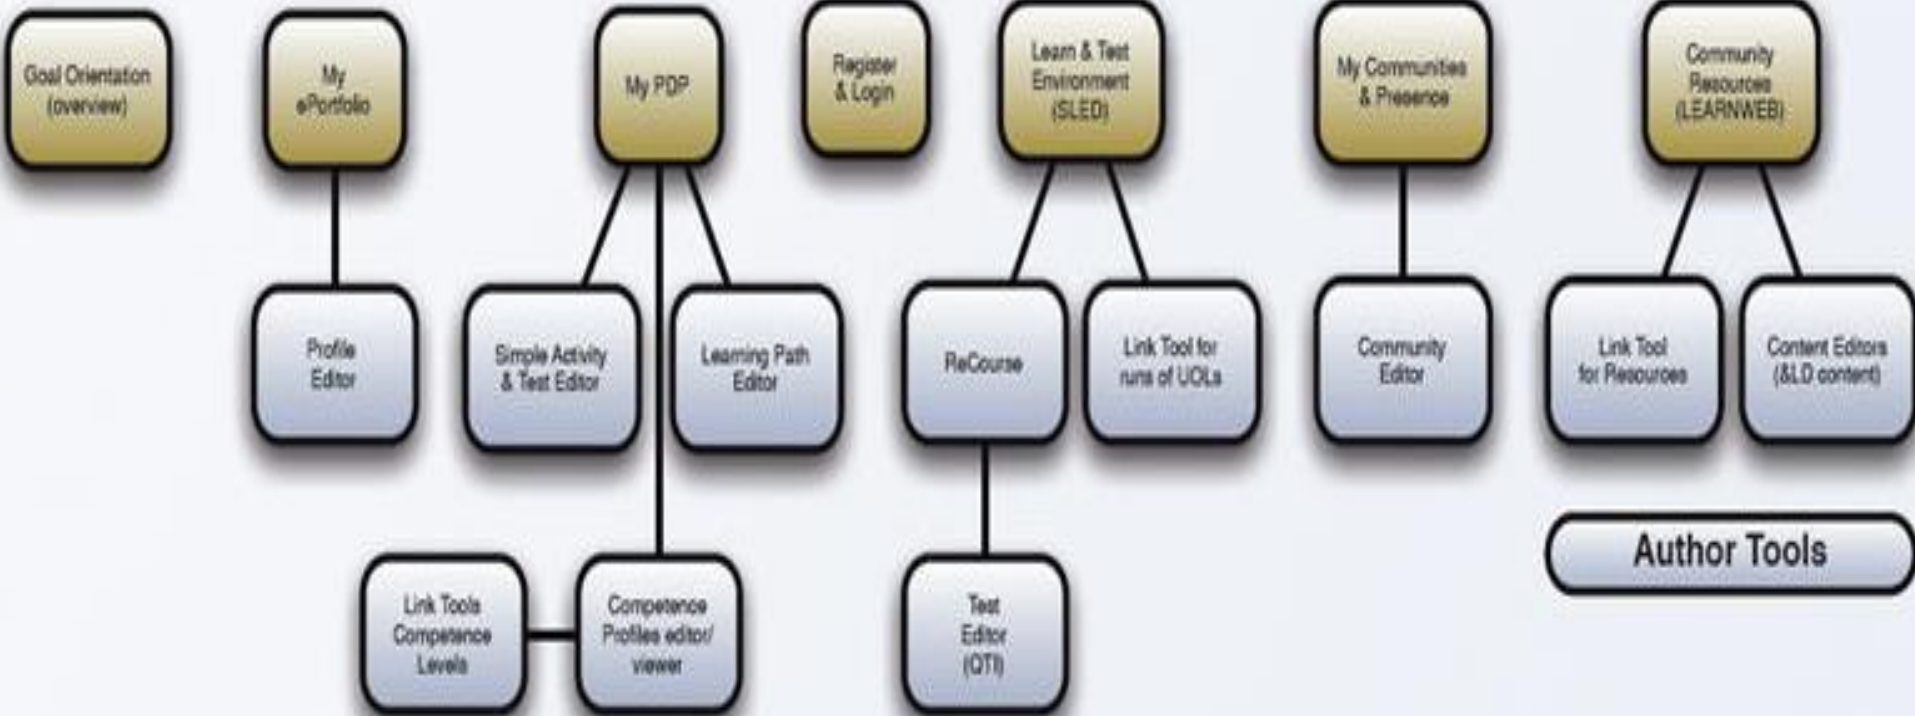 Goal Orientation
(overview)
My
ePortfolio
My PDP
Register
& Login
Learn & Test
Environment
(SLED)
My Communities
& Presence
Community
Resources
(LEARNWEB)
Profile
Editor
Simple Activity
& Test Editor
Learning Path
Editor
ReCourse
Link Tool for
runs of UOLs
Community
Editor
Link Tool
for Resources
Content Editors
(&LD content)
Author Tools
Link Tools
Competence
Levels
Competence
Profiles editor/
viewer
Test
Editor
(QTI)